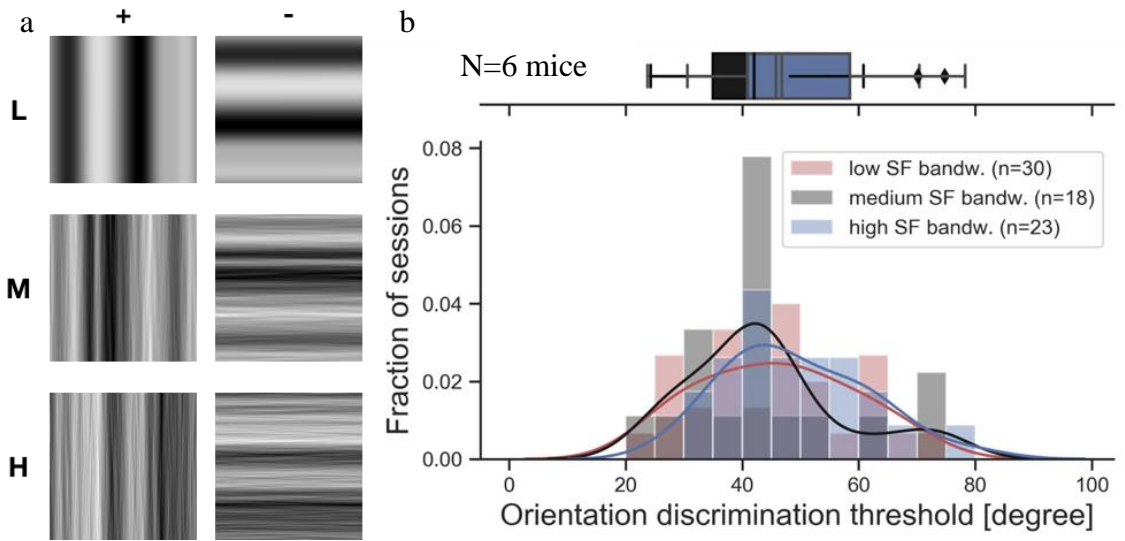 a
+ -
L
M
H
b
N=6 mice
0.08
0.06
0.04
0.02
0.00
Fraction of sessions
low SF bandw. (n=30)
medium SF bandw. (n=18)
high SF bandw. (n=23)
0 20 40 60 80 100
Orientation discrimination threshold [degree]